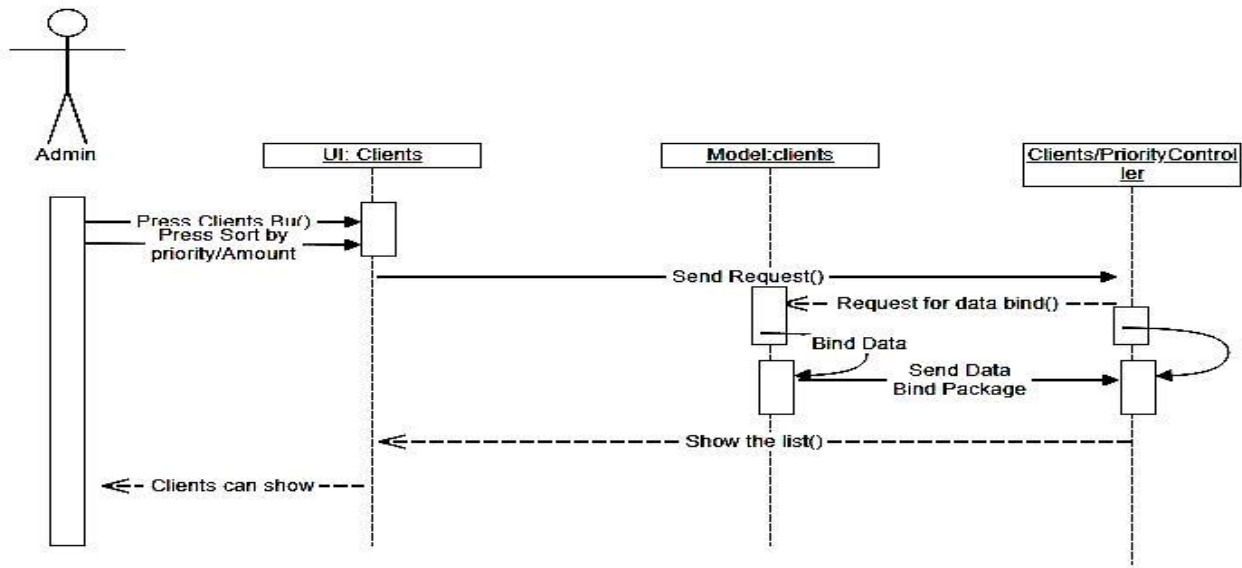 Admin
UI: Clients
Model:clients
Clients/PriorityControl
ler
Press Clients Bu()
Press Sort by
priority/Amount
Send Request()
Request for data bind()
Bind Data
Send Data
Bind Package
Show the list()
Clients can show